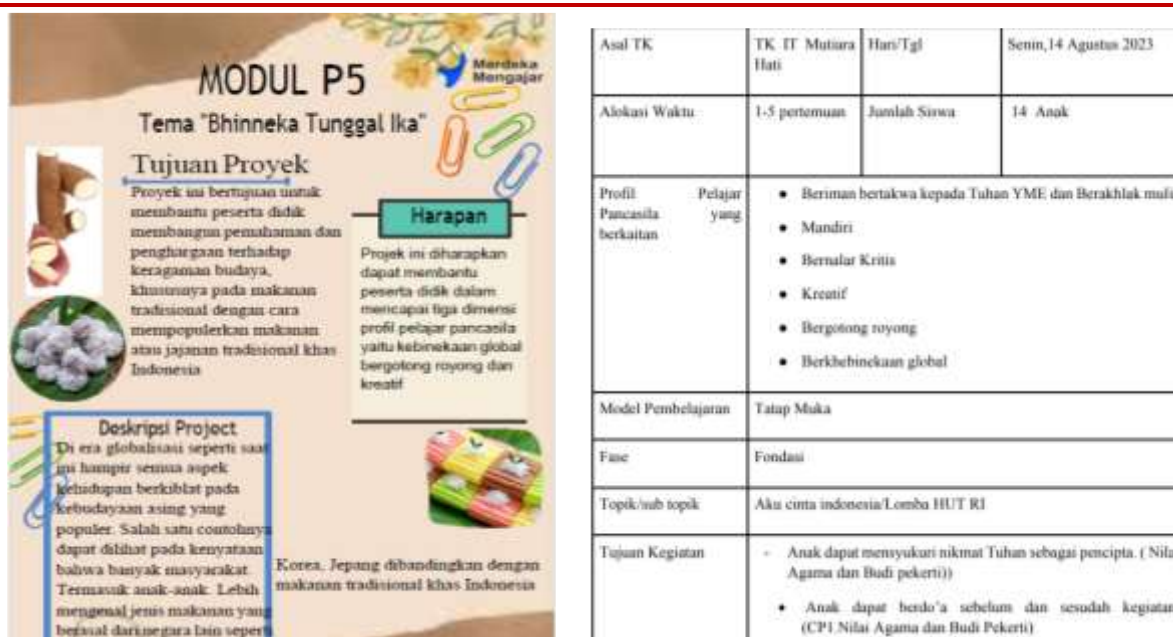 MODUL P5
Merdeka
Mengajar
Tema "Bhinneka Tunggal Ika"
Tujuan Proyek
Proyek ini bertujuan untuk
membantu peserta didik
membangun pemahaman dan
penghargaan terhadap
keragaman budaya,
khususnya pada makanan
tradisional dengan cara
mempopulerkan makanan
atau jajanan tradisional khas
Indonesia
Harapan
Projek ini diharapkan
dapat membantu
peserta didik dalam
mencapai tiga dimensi
profil pelajar pancasila
yaitu kebinekaan global
bergotong royong dan
kreatif
Deskripsi Project
Di era globalisasi seperti saat
ini hampir semua aspek
kehidupan berkiblat pada
kebudayaan asing yang
populer. Salah satu contohnya
dapat dilihat pada kenyataan
bahwa banyak masyarakat
Termasuk anak-anak. Lebih
mengenal jenis makanan yang
berasal dari negara lain seperti
Korea, Jepang dibandingkan dengan
makanan tradisional khas Indonesia
Asal TK
TK IT Mutiara
Hati
Hari/Tgl
Senin,14 Agustus 2023
Alokasi Waktu
1-5 pertemuan
Jumlah Siswa
14 Anak
Profil Pelajar
Pancasila yang
berkaitan
● Beriman bertakwa kepada Tuhan YME dan Berakhlak muli
● Mandiri
● Bernalar Kritis
● Kreatif
● Bergotong royong
● Berkhebinekaan global
Model Pembelajaran
Tatap Muka
Fase
Fondasi
Topik/sub topik
Aku cinta indonesia/Lomba HUT RI
Tujuan Kegiatan
- Anak dapat mensyukuri nikmat Tuhan sebagai pencipta. ( Nila
Agama dan Budi pekerti))
● Anak dapat berdo'a sebelum dan sesudah kegiatan
(CP1.Nilai Agama dan Budi Pekerti)